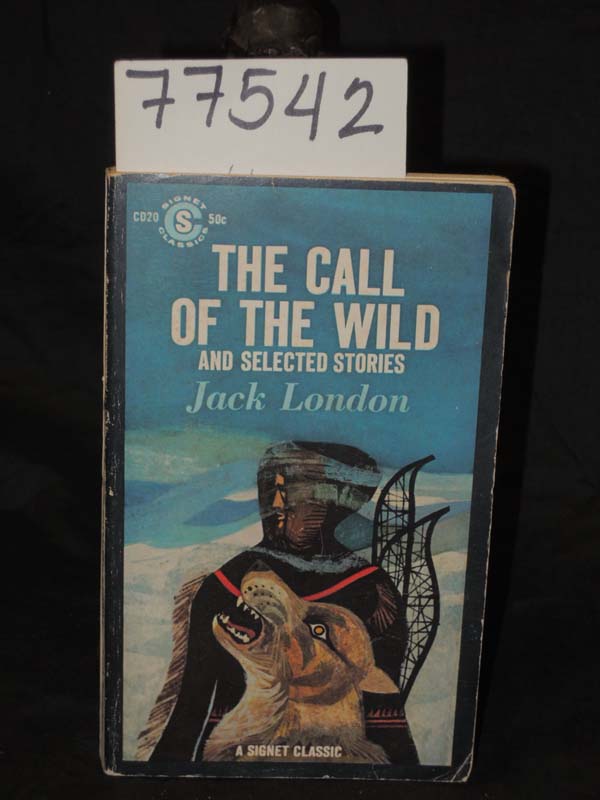 77542
CD20 SIGNET S CLASSICS 50c
THE CALL
OF THE WILD
AND SELECTED STORIES
Jack London
A SIGNET CLASSIC